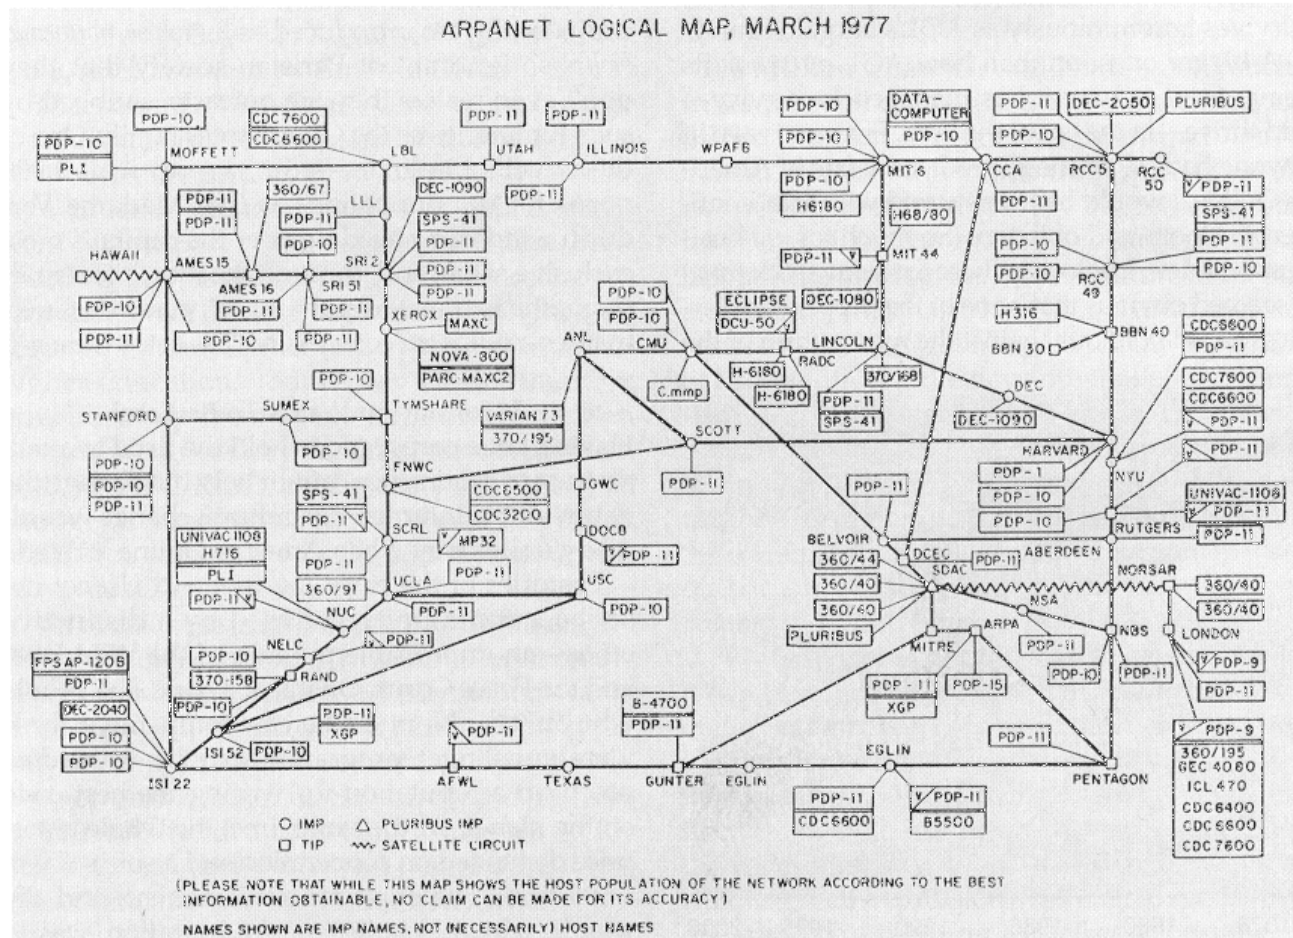 ARPANET LOGICAL MAP, MARCH 1977
PDP-10
PLI
PDP-10
MOFFETT
CDC 7600
CDC6600
LBL
PDP-11
UTAH
PDP-11
ILLINOIS
PDP-11
WPAFB
PDP-10
PDP-10
PDP-10
H6180
MIT 6
DATA
COMPUTER
PDP-10
CCA
PDP-11
PDP-10
DEC-2050
PLURIBUS
RCC5
RCC
50
HAWAII
PDP-11
PDP-11
360/67
LLL
DEC-1090
SPS-41
PDP-11
PDP-11
PDP-11
PDP-11
PDP-10
AMES15
AMES 16
SRI 51
SRI 2
PDP-10
PDP-11
PDP-10
PDP-11
PDP-11
XEROX
MAXC
NOVA-800
PARC-MAXC2
H68/80
PDP-11
MIT 44
DEC-1090
PDP-11
PDP-10
PDP-10
PDP-11
SPS-41
PDP-11
PDP-10
RCC
49
ECLIPSE
DCU-50
PDP-10
PDP-10
CMU
ANL
LINCOLN
RADC
H-6180
H-6180
C.mmp
370/168
PDP-11
SPS-41
H316
BBN 40
BBN 30
CDC6600
PDP-11
CDC7600
CDC6600
PDP-11
PDP-11
DEC
DEC-1090
STANFORD
SUMEX
PDP-10
TYMSHARE
VARIAN 73
370/195
SCOTT
PDP-11
HARVARD
PDP-1
PDP-10
PDP-10
NYU
UNIVAC-1108
PDP-11
PDP-11
RUTGERS
PDP-10
PDP-10
PDP-11
PDP-10
FNWC
CDC6500
CDC3200
GWC
SPS-41
PDP-11
PDP-11
360/91
SCRL
MP32
PDP-11
DOCB
PDP-11
PDP-11
BELVOIR
ABERDEEN
UNIVAC 1108
H716
PLI
PDP-11
UCLA
PDP-11
USC
PDP-10
360/44
360/40
360/40
PLURIBUS
DCEC
SDAC
PDP-11
NORSAR
360/40
360/40
NUC
PDP-11
NELC
PDP-10
370-158
PDP-10
RAND
NSA
PDP-11
ARPA
MITRE
PDP-11
XGP
PDP-15
NBS
PDP-10
PDP-11
LONDON
PDP-9
PDP-11
FPS AP-120B
PDP-11
DEC-2040
PDP-10
PDP-10
ISI 22
ISI 52
PDP-10
PDP-11
XGP
PDP-11
AFWL
TEXAS
B-4700
PDP-11
GUNTER
EGLIN
EGLIN
PDP-11
CDC6600
PDP-11
B5500
PDP-11
PENTAGON
PDP-9
360/195
GEC 4080
ICL 470
CDC6400
CDC6600
CDC7600
IMP
PLURIBUS IMP
TIP
SATELLITE CIRCUIT
(PLEASE NOTE THAT WHILE THIS MAP SHOWS THE HOST POPULATION OF THE NETWORK ACCORDING TO THE BEST
INFORMATION OBTAINABLE, NO CLAIM CAN BE MADE FOR ITS ACCURACY)
NAMES SHOWN ARE IMP NAMES, NOT (NECESSARILY) HOST NAMES